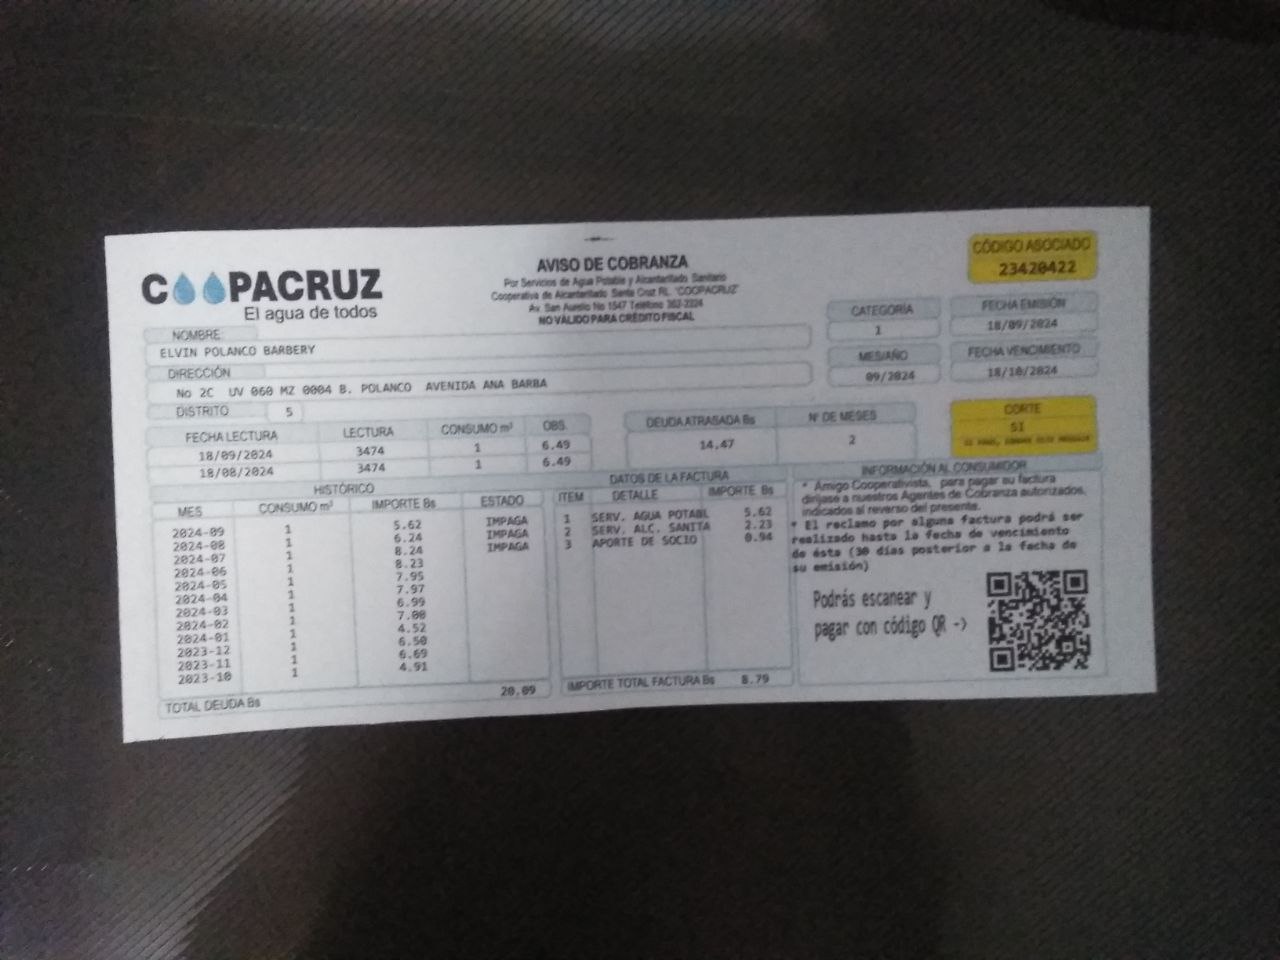 COOPACRUZ
El agua de todos
AVISO DE COBRANZA
Por Servicios de Agua Potable y Alcantarillado Sanitario
Cooperativa de Alcantarillado Santa Cruz RL. "COOPACRUZ"
Av. San Aurelio No 1547 Teléfono 362-2324
NO VÁLIDO PARA CRÉDITO FISCAL
CÓDIGO ASOCIADO
23420422
NOMBRE
ELVIN POLANCO BARBERY
CATEGORÍA
1
FECHA EMISIÓN
18/09/2024
DIRECCIÓN
No 2C UV 060 MZ 0004 B. POLANCO AVENIDA ANA BARBA
MES/AÑO
09/2024
FECHA VENCIMIENTO
18/10/2024
DISTRITO 5
FECHA LECTURA LECTURA CONSUMO m³ OBS.
18/09/2024 3474 1 6.49
18/08/2024 3474 1 6.49
DEUDA ATRASADA Bs Nº DE MESES
14.47 2
CORTE
SI
HISTÓRICO
MES CONSUMO m³ IMPORTE Bs ESTADO
2024-09 1 5.62 IMPAGA
2024-08 1 6.24 IMPAGA
2024-07 1 8.24 IMPAGA
2024-06 1 8.23
2024-05 1 7.95
2024-04 1 7.97
2024-03 1 6.99
2024-02 1 7.00
2024-01 1 4.52
2023-12 1 6.50
2023-11 1 6.69
2023-10 1 4.91
TOTAL DEUDA Bs 20.09
DATOS DE LA FACTURA
ITEM DETALLE IMPORTE Bs
1 SERV. AGUA POTABL 5.62
2 SERV. ALC. SANITA 2.23
3 APORTE DE SOCIO 0.94
IMPORTE TOTAL FACTURA Bs 8.79
INFORMACIÓN AL CONSUMIDOR
* Amigo Cooperativista, para pagar su factura
diríjase a nuestros Agentes de Cobranza autorizados,
indicados al reverso del presente.
* El reclamo por alguna factura podrá ser
realizado hasta la fecha de vencimiento
de ésta (30 días posterior a la fecha de
su emisión)
Podrás escanear y
pagar con código QR ->